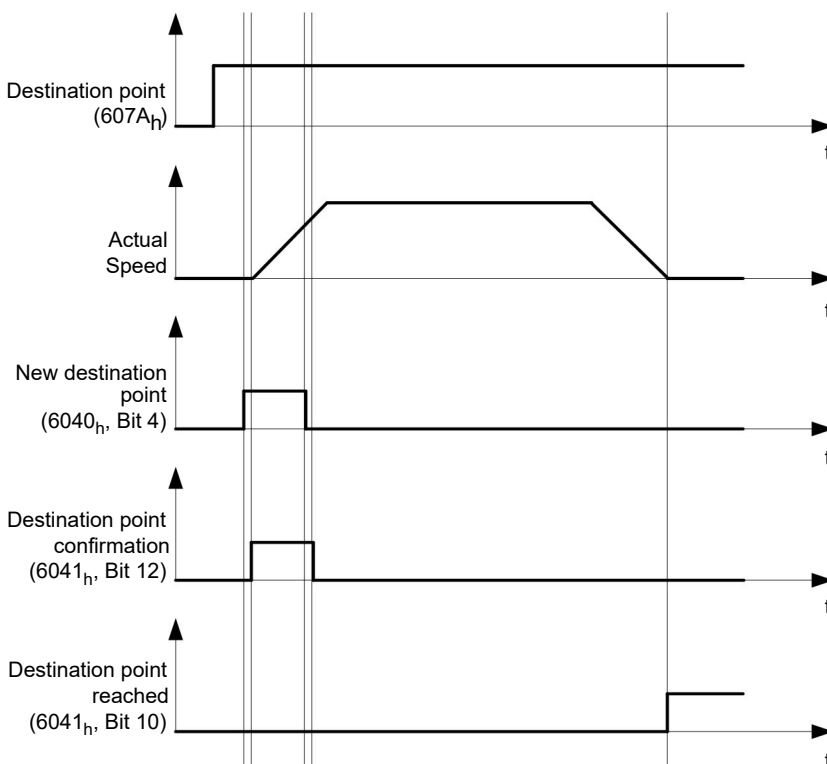 Destination point
(607Ah)
t
Actual
Speed
t
New destination
point
(6040h, Bit 4)
t
Destination point
confirmation
(6041h, Bit 12)
t
Destination point
reached
(6041h, Bit 10)
t